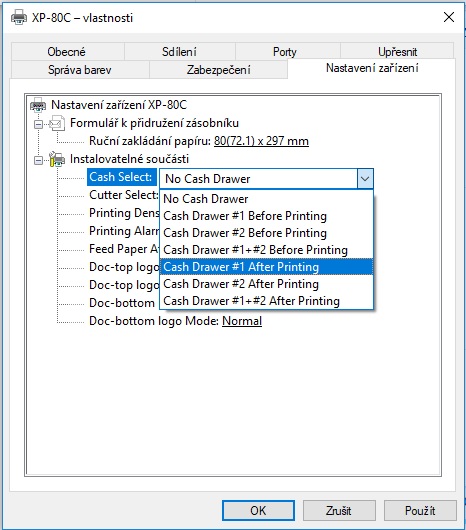 XP-80C – vlastnosti
Obecné Sdílení Porty Upřesnit
Správa barev Zabezpečení Nastavení zařízení
Nastavení zařízení XP-80C
Formulář k přidružení zásobníku
Ruční zakládání papíru: 80(72.1) x 297 mm
Instalovatelné součásti
Cash Select: No Cash Drawer
Cutter Select: No Cash Drawer
Printing Dens Cash Drawer #1 Before Printing
Printing Alarm Cash Drawer #2 Before Printing
Feed Paper A Cash Drawer #1+#2 Before Printing
Doc-top logo Cash Drawer #1 After Printing
Doc-top logo Cash Drawer #2 After Printing
Doc-bottom Cash Drawer #1+#2 After Printing
Doc-bottom logo Mode: Normal
OK Zrušit Použít